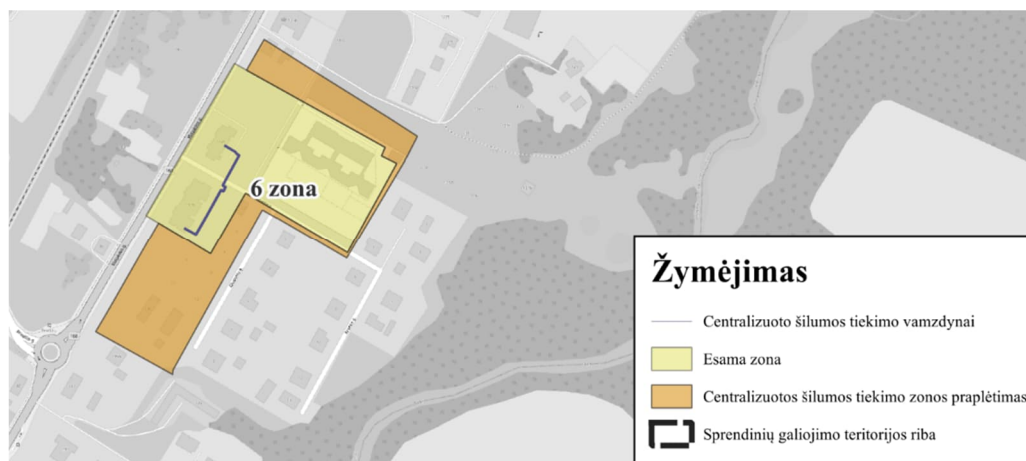 6 zona
Žymėjimas
Centralizuoto šilumos tiekimo vamzdynai
Esama zona
Centralizuotos šilumos tiekimo zonos praplėtimas
Sprendinių galiojimo teritorijos riba